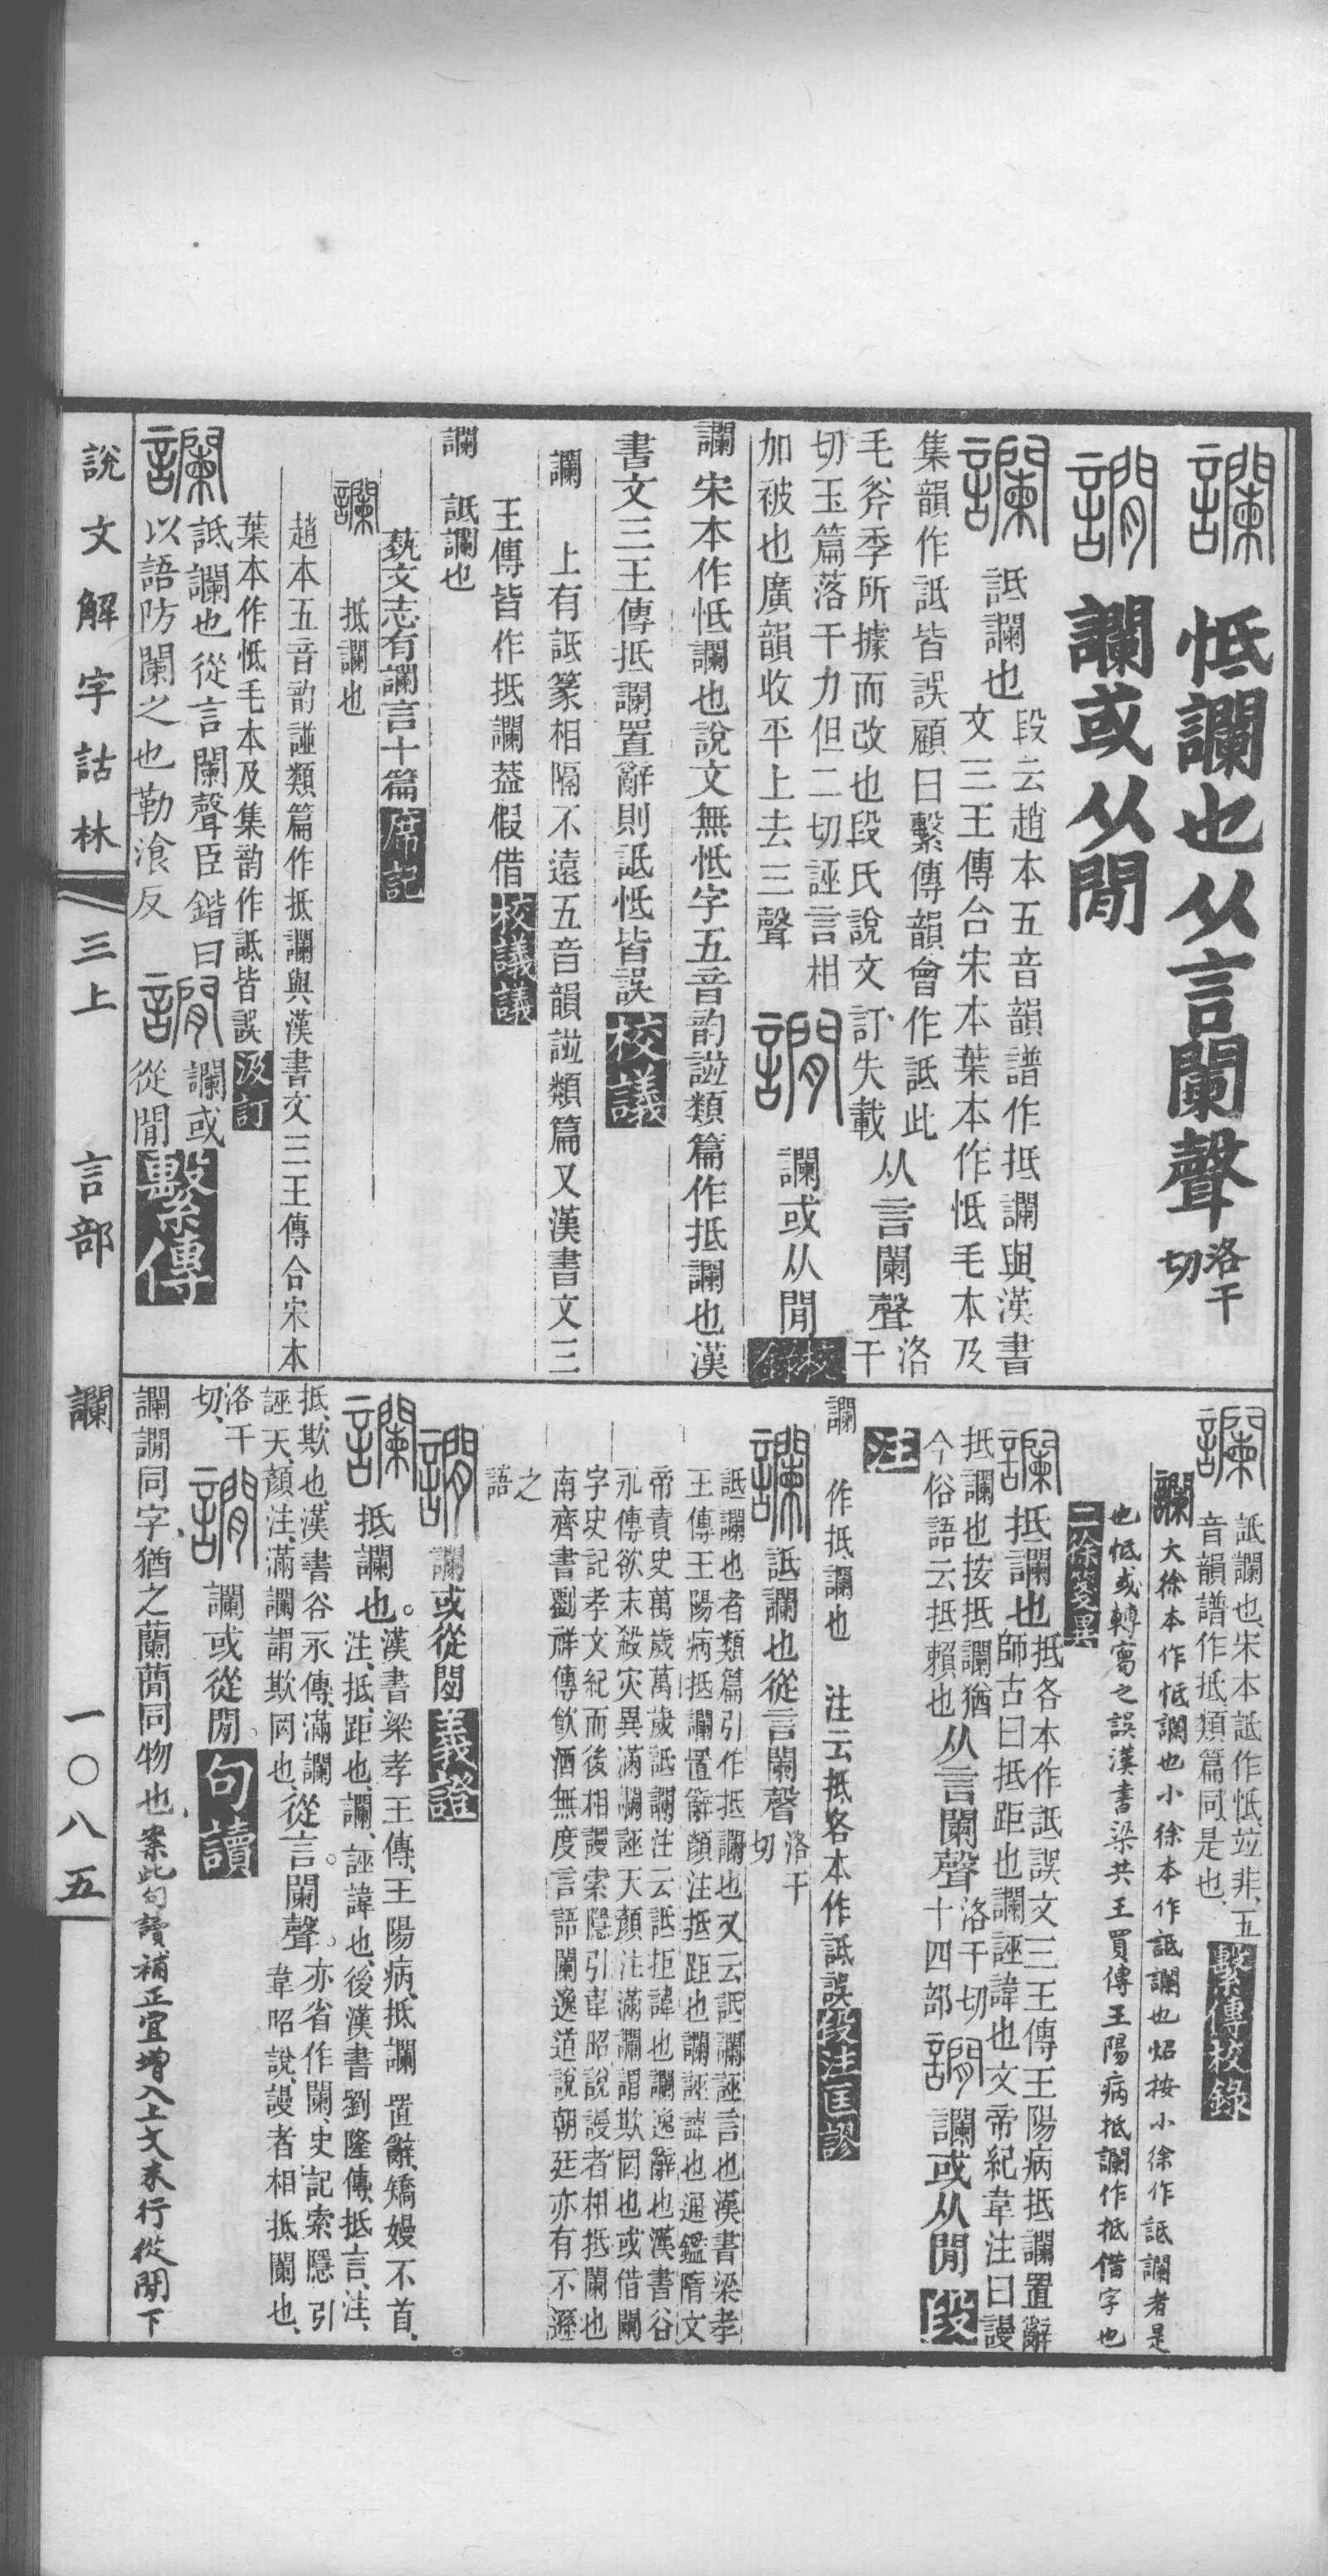 讕 怟讕也从言闌聲 洛干切
𧬘 讕或从閒
讕 詆讕也 段云趙本五音韻譜作抵讕與漢書
文三王傳合宋本葉本作怟毛本及
集韻作詆皆誤顧曰繫傳韻會作詆此
毛斧季所據而改也段氏說文訂失載 从言闌聲 洛干
切玉篇落干力但二切誣言相
加被也廣韻收平上去三聲 𧬘 讕或从閒 校錄
讕 宋本作怟讕也說文無怟字五音韵譜類篇作抵讕也漢
書文三王傳抵讕置辭則詆怟皆誤 校議
讕 上有詆篆相隔不遠五音韻譜類篇又漢書文三
王傳皆作抵讕葢假借 校議議
讕 詆讕也
蓺文志有讕言十篇 席記
讕 抵讕也
趙本五音韵譜類篇作抵讕與漢書文三王傳合宋本
葉本作怟毛本及集韵作詆皆誤 汲訂
讕 詆讕也從言闌聲臣鍇曰
以語防闌之也勒飡反 𧬘 讕或
從閒 繫傳
讕 詆讕也宋本詆作怟竝非五
音韻譜作抵類篇同是也 繫傳校錄
讕 大徐本作怟讕也小徐本作詆讕也炤按小徐作詆讕者是
也怟或轉寫之誤漢書梁共王買傳王陽病抵讕作抵借字也
二徐箋異
讕 抵讕也 抵各本作詆誤文三王傳王陽病抵讕置辭
師古曰抵距也讕誣諱也文帝紀韋注曰謾
抵讕也按抵讕猶
今俗語云抵賴也 从言闌聲 洛干切
十四部 𧬘 讕或从閒 段
注
讕 作抵讕也 注云抵各本作詆誤 段注匡謬
讕 詆讕也從言闌聲 洛干
切
詆讕也者類篇引作抵讕也又云詆讕誣言也漢書梁孝
王傳王陽病抵讕置辭顏注抵距也讕誣諱也通鑑隋文
帝責史萬歲萬歲詆讕注云詆拒諱也讕逸辭也漢書谷
永傳欲末殺灾異滿讕誣天顏注滿讕謂欺罔也或借闌
字史記孝文紀而後相謾索隱引韋昭說謾者相抵闌也
南齊書劉祥傳飲酒無度言語闌逸道說朝廷亦有不遜
之
語
𧬘 讕或從閒 義證
讕 抵讕也。漢書梁孝王傳、王陽病抵讕、置辭、矯嫚不首、
注、抵、距也、讕、誣諱也、後漢書劉隆傳、抵言、注、
抵、欺也、漢書谷永傳、滿讕
誣天、顏注、滿讕謂欺罔也、從言。闌聲。亦省作闌、史記索隱引
韋昭說、謾者相抵闌也、
洛干
切、 𧬘 讕或從閒。 句讀
讕𧬘同字、猶之蘭蕑同物也、案此句讀補正宜增入上文末行從閒下
說文解字詁林 三上 言部 讕 一〇八五